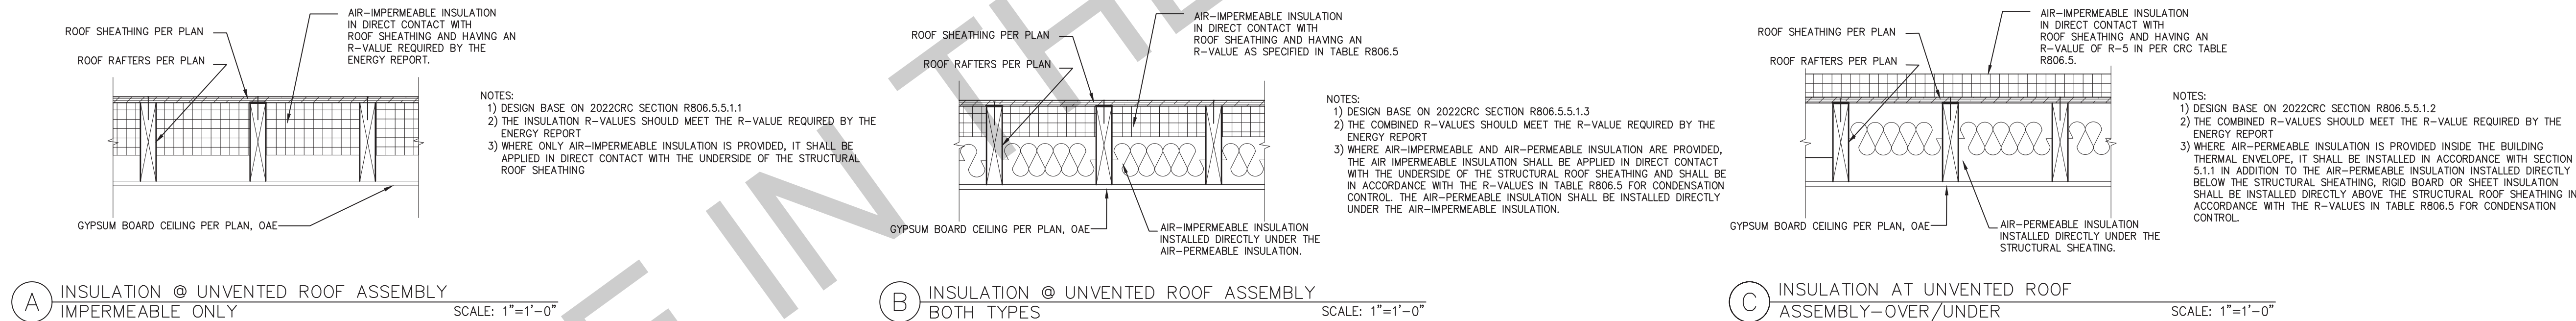 AIR-IMPERMEABLE INSULATION
IN DIRECT CONTACT WITH
ROOF SHEATHING AND HAVING AN
R-VALUE REQUIRED BY THE
ENERGY REPORT.
ROOF SHEATHING PER PLAN
ROOF RAFTERS PER PLAN
NOTES:
1) DESIGN BASE ON 2022CRC SECTION R806.5.5.1.1
2) THE INSULATION R-VALUES SHOULD MEET THE R-VALUE REQUIRED BY THE
ENERGY REPORT
3) WHERE ONLY AIR-IMPERMEABLE INSULATION IS PROVIDED, IT SHALL BE
APPLIED IN DIRECT CONTACT WITH THE UNDERSIDE OF THE STRUCTURAL
ROOF SHEATHING
GYPSUM BOARD CEILING PER PLAN, OAE
A
INSULATION @ UNVENTED ROOF ASSEMBLY
IMPERMEABLE ONLY
SCALE: 1"=1'-0"
AIR-IMPERMEABLE INSULATION
IN DIRECT CONTACT WITH
ROOF SHEATHING AND HAVING AN
R-VALUE AS SPECIFIED IN TABLE R806.5
ROOF SHEATHING PER PLAN
ROOF RAFTERS PER PLAN
NOTES:
1) DESIGN BASE ON 2022CRC SECTION R806.5.5.1.3
2) THE COMBINED R-VALUES SHOULD MEET THE R-VALUE REQUIRED BY THE
ENERGY REPORT
3) WHERE AIR-IMPERMEABLE AND AIR-PERMEABLE INSULATION ARE PROVIDED,
THE AIR IMPERMEABLE INSULATION SHALL BE APPLIED IN DIRECT CONTACT
WITH THE UNDERSIDE OF THE STRUCTURAL ROOF SHEATHING AND SHALL BE
IN ACCORDANCE WITH THE R-VALUES IN TABLE R806.5 FOR CONDENSATION
CONTROL. THE AIR-PERMEABLE INSULATION SHALL BE INSTALLED DIRECTLY
UNDER THE AIR-IMPERMEABLE INSULATION.
GYPSUM BOARD CEILING PER PLAN, OAE
AIR-IMPERMEABLE INSULATION
INSTALLED DIRECTLY UNDER THE
AIR-PERMEABLE INSULATION.
B
INSULATION @ UNVENTED ROOF ASSEMBLY
BOTH TYPES
SCALE: 1"=1'-0"
AIR-IMPERMEABLE INSULATION
IN DIRECT CONTACT WITH
ROOF SHEATHING AND HAVING AN
R-VALUE OF R-5 IN PER CRC TABLE
R806.5.
ROOF SHEATHING PER PLAN
ROOF RAFTERS PER PLAN
NOTES:
1) DESIGN BASE ON 2022CRC SECTION R806.5.5.1.2
2) THE COMBINED R-VALUES SHOULD MEET THE R-VALUE REQUIRED BY THE
ENERGY REPORT
3) WHERE AIR-PERMEABLE INSULATION IS PROVIDED INSIDE THE BUILDING
THERMAL ENVELOPE, IT SHALL BE INSTALLED IN ACCORDANCE WITH SECTION
5.1.1 IN ADDITION TO THE AIR-PERMEABLE INSULATION INSTALLED DIRECTLY
BELOW THE STRUCTURAL SHEATHING, RIGID BOARD OR SHEET INSULATION
SHALL BE INSTALLED DIRECTLY ABOVE THE STRUCTURAL ROOF SHEATHING IN
ACCORDANCE WITH THE R-VALUES IN TABLE R806.5 FOR CONDENSATION
CONTROL.
GYPSUM BOARD CEILING PER PLAN, OAE
AIR-PERMEABLE INSULATION
INSTALLED DIRECTLY UNDER THE
STRUCTURAL SHEATING.
C
INSULATION AT UNVENTED ROOF
ASSEMBLY-OVER/UNDER
SCALE: 1"=1'-0"
IN THE